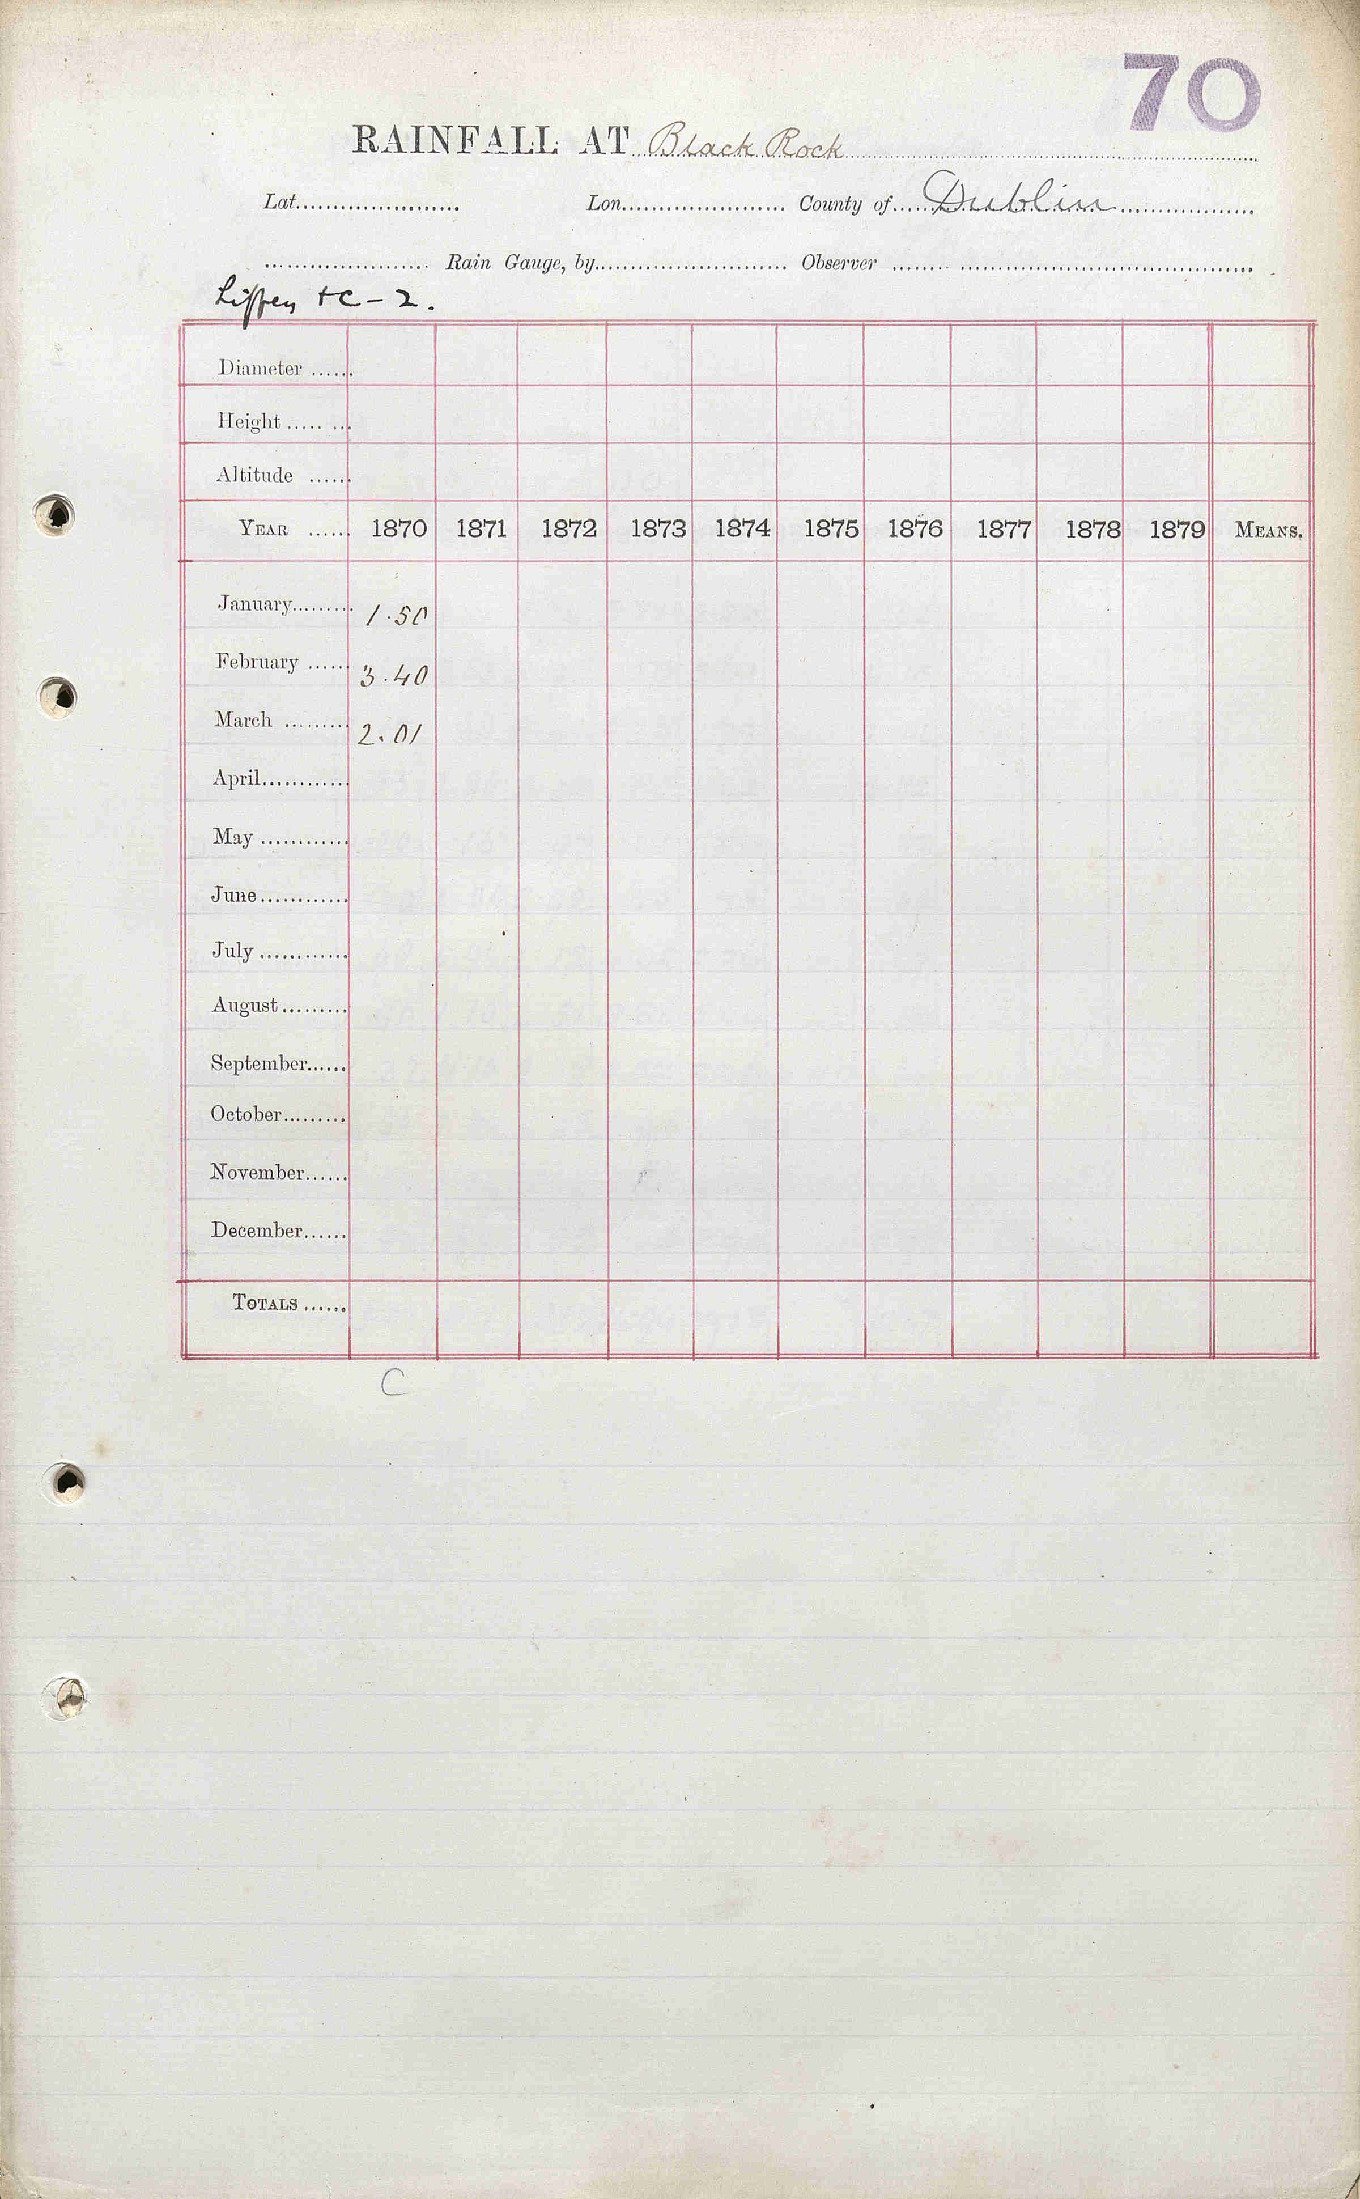 70
RAINFALL AT Black Rock
Lat. Lon. County of Dublin
Rain Gauge, by Observer
Liffey +C-2.
Diameter
Height
Altitude
YEAR 1870 1871 1872 1873 1874 1875 1876 1877 1878 1879 MEANS.
January 1.50
February 3.40
March 2.01
April
May
June
July
August
September
October
November
December
TOTALS
C